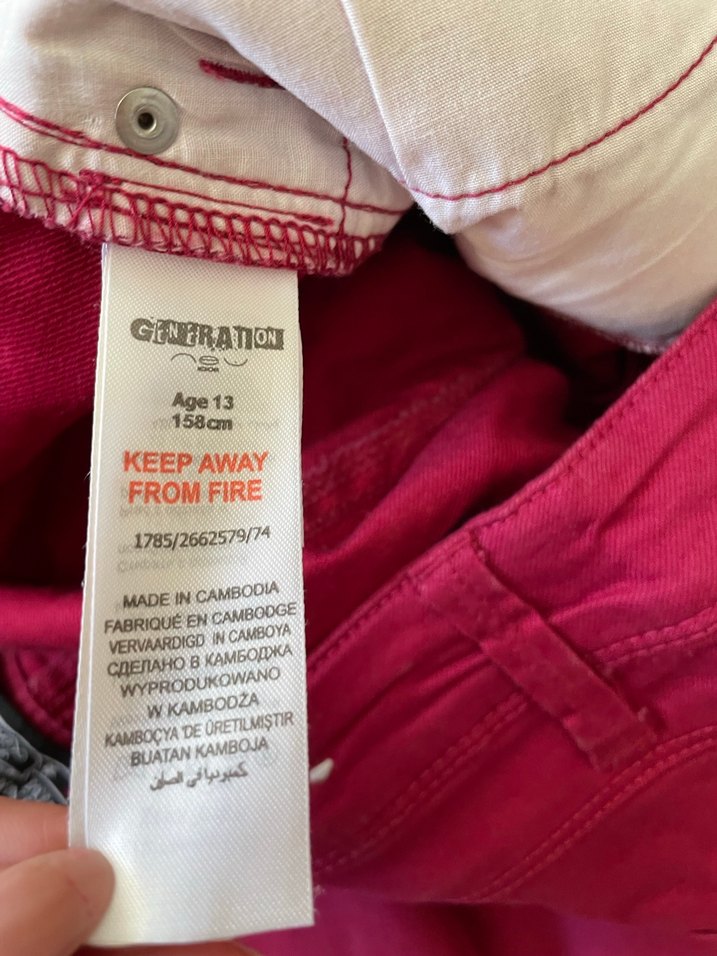 GENERATION
new
Age 13
158cm
KEEP AWAY
FROM FIRE
1785/2662579/74
MADE IN CAMBODIA
FABRIQUÉ EN CAMBODGE
VERVAARDIGD IN CAMBOYA
СДЕЛАНО В КАМБОДЖА
WYPRODUKOWANO
W KAMBODŻA
KAMBOÇYA'DE ÜRETILMIŞTIR
BUATAN KAMBOJA